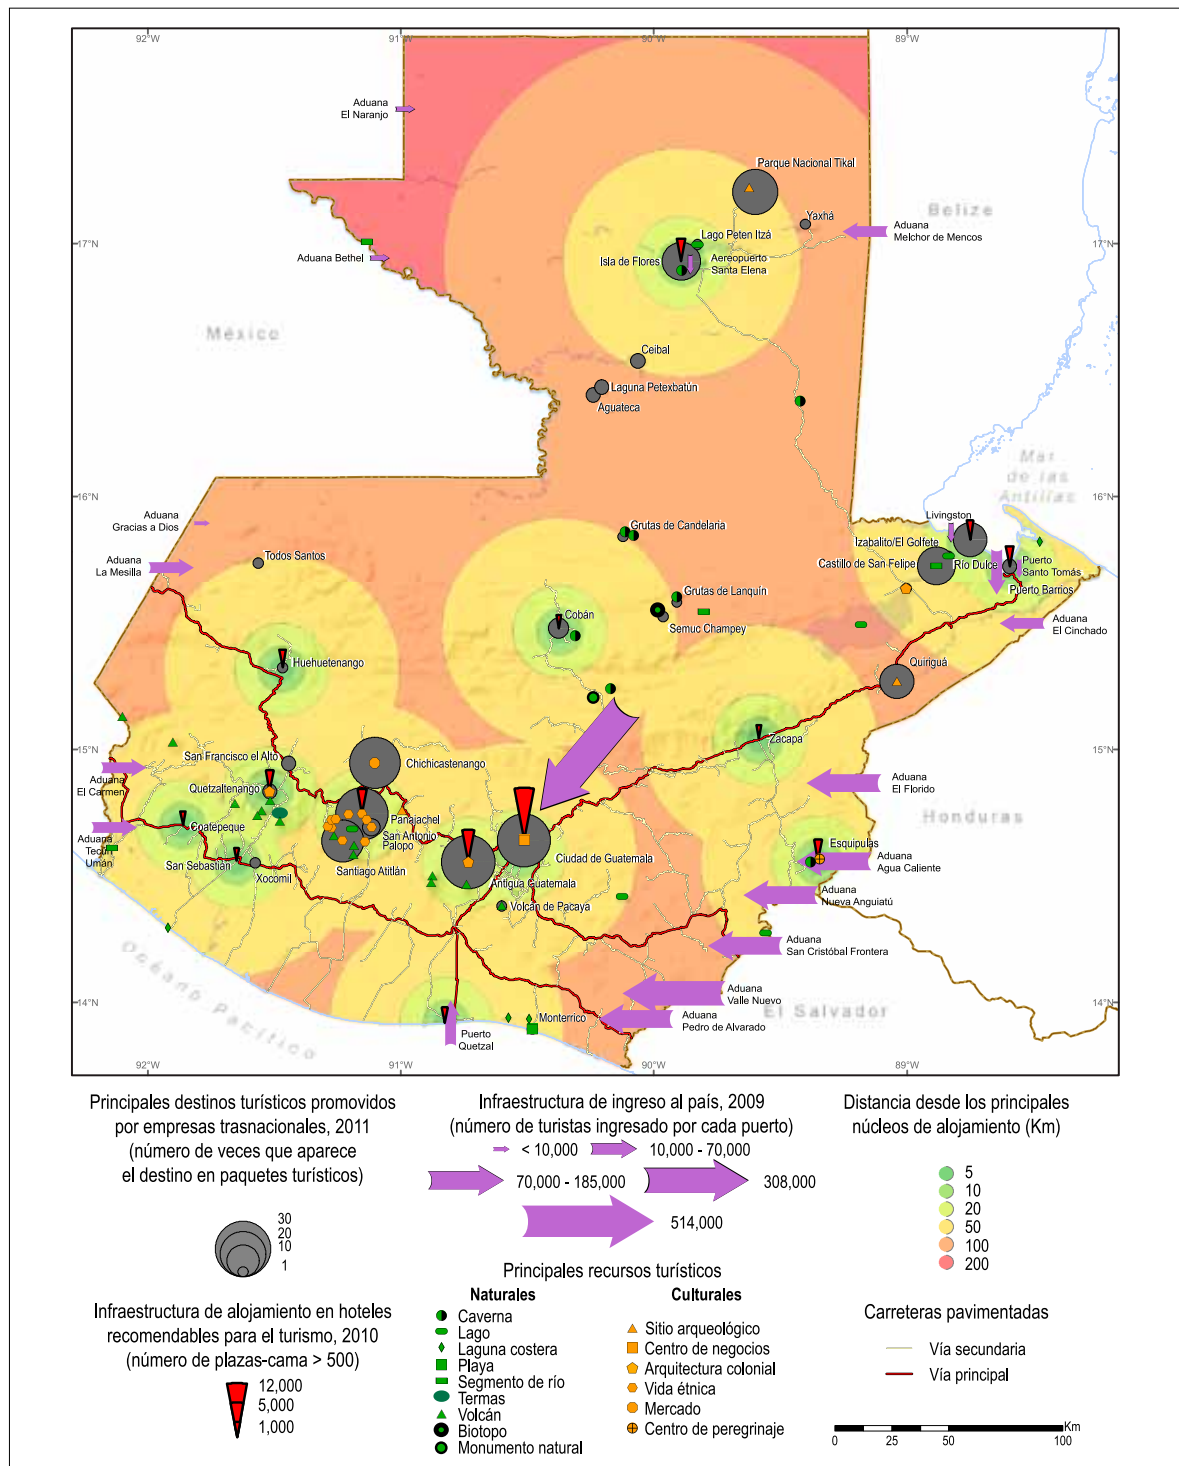 92°W
91°W
90°W
89°W
Aduana
El Naranjo
Parque Nacional Tikal
Yaxhá
Belize
Aduana
Melchor de Mencos
17°N
17°N
Lago Peten Itzá
Isla de Flores
Aereopuerto
Santa Elena
Aduana Bethel
México
Ceibal
Laguna Petexbatún
Aguateca
Mar
de las
Antillas
16°N
16°N
Aduana
Gracias a Dios
Grutas de Candelaria
Livingston
Izabalito/El Golfete
Aduana
La Mesilla
Todos Santos
Castillo de San Felipe
Río Dulce
Puerto
Santo Tomás
Puerto Barrios
Grutas de Lanquín
Cobán
Semuc Champey
Aduana
El Cinchado
Huehuetenango
Quiriguá
15°N
15°N
Zacapa
San Francisco el Alto
Chichicastenango
Aduana
El Carmen
Quetzaltenango
Aduana
El Florido
Honduras
Coatepeque
Panajachel
San Antonio
Palopo
Aduana
Tecún
Umán
Esquipulas
San Sebastián
Xocomil
Santiago Atitlán
Ciudad de Guatemala
Aduana
Agua Caliente
Antigua Guatemala
Aduana
Nueva Anguiatú
Volcán de Pacaya
Aduana
San Cristóbal Frontera
Océano Pacífico
Aduana
Valle Nuevo
14°N
14°N
El Salvador
Monterrico
Aduana
Pedro de Alvarado
Puerto
Quetzal
92°W
91°W
90°W
89°W
Principales destinos turísticos promovidos
por empresas trasnacionales, 2011
(número de veces que aparece
el destino en paquetes turísticos)
30
20
10
1
Infraestructura de alojamiento en hoteles
recomendables para el turismo, 2010
(número de plazas-cama > 500)
12,000
5,000
1,000
Infraestructura de ingreso al país, 2009
(número de turistas ingresado por cada puerto)
< 10,000
10,000 - 70,000
70,000 - 185,000
308,000
514,000
Principales recursos turísticos
Naturales
Caverna
Lago
Laguna costera
Playa
Segmento de río
Termas
Volcán
Biotopo
Monumento natural
Culturales
Sitio arqueológico
Centro de negocios
Arquitectura colonial
Vida étnica
Mercado
Centro de peregrinaje
Distancia desde los principales
núcleos de alojamiento (Km)
5
10
20
50
100
200
Carreteras pavimentadas
Vía secundaria
Vía principal
Km
0
25
50
100